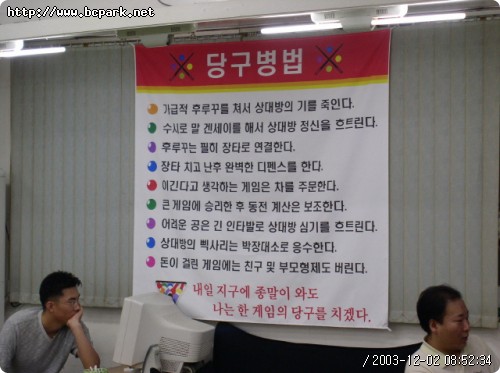 http://www.bcpark.net
당구병법
가급적 후루꾸를 쳐서 상대방의 기를 죽인다.
수시로 말 겐세이를 해서 상대방 정신을 흐트린다.
후루꾸는 필히 장타로 연결한다.
장타 치고 난후 완벽한 디펜스를 한다.
이긴다고 생각하는 게임은 차를 주문한다.
큰게임에 승리한 후 동전 계산은 보조한다.
어려운 공은 긴 인타발로 상대방 심기를 흐트린다.
상대방의 삑사리는 박장대소로 응수한다.
돈이 걸린 게임에는 친구 및 부모형제도 버린다.
내일 지구에 종말이 와도
나는 한 게임의 당구를 치겠다.
/ 2003-12-02 08:52:34